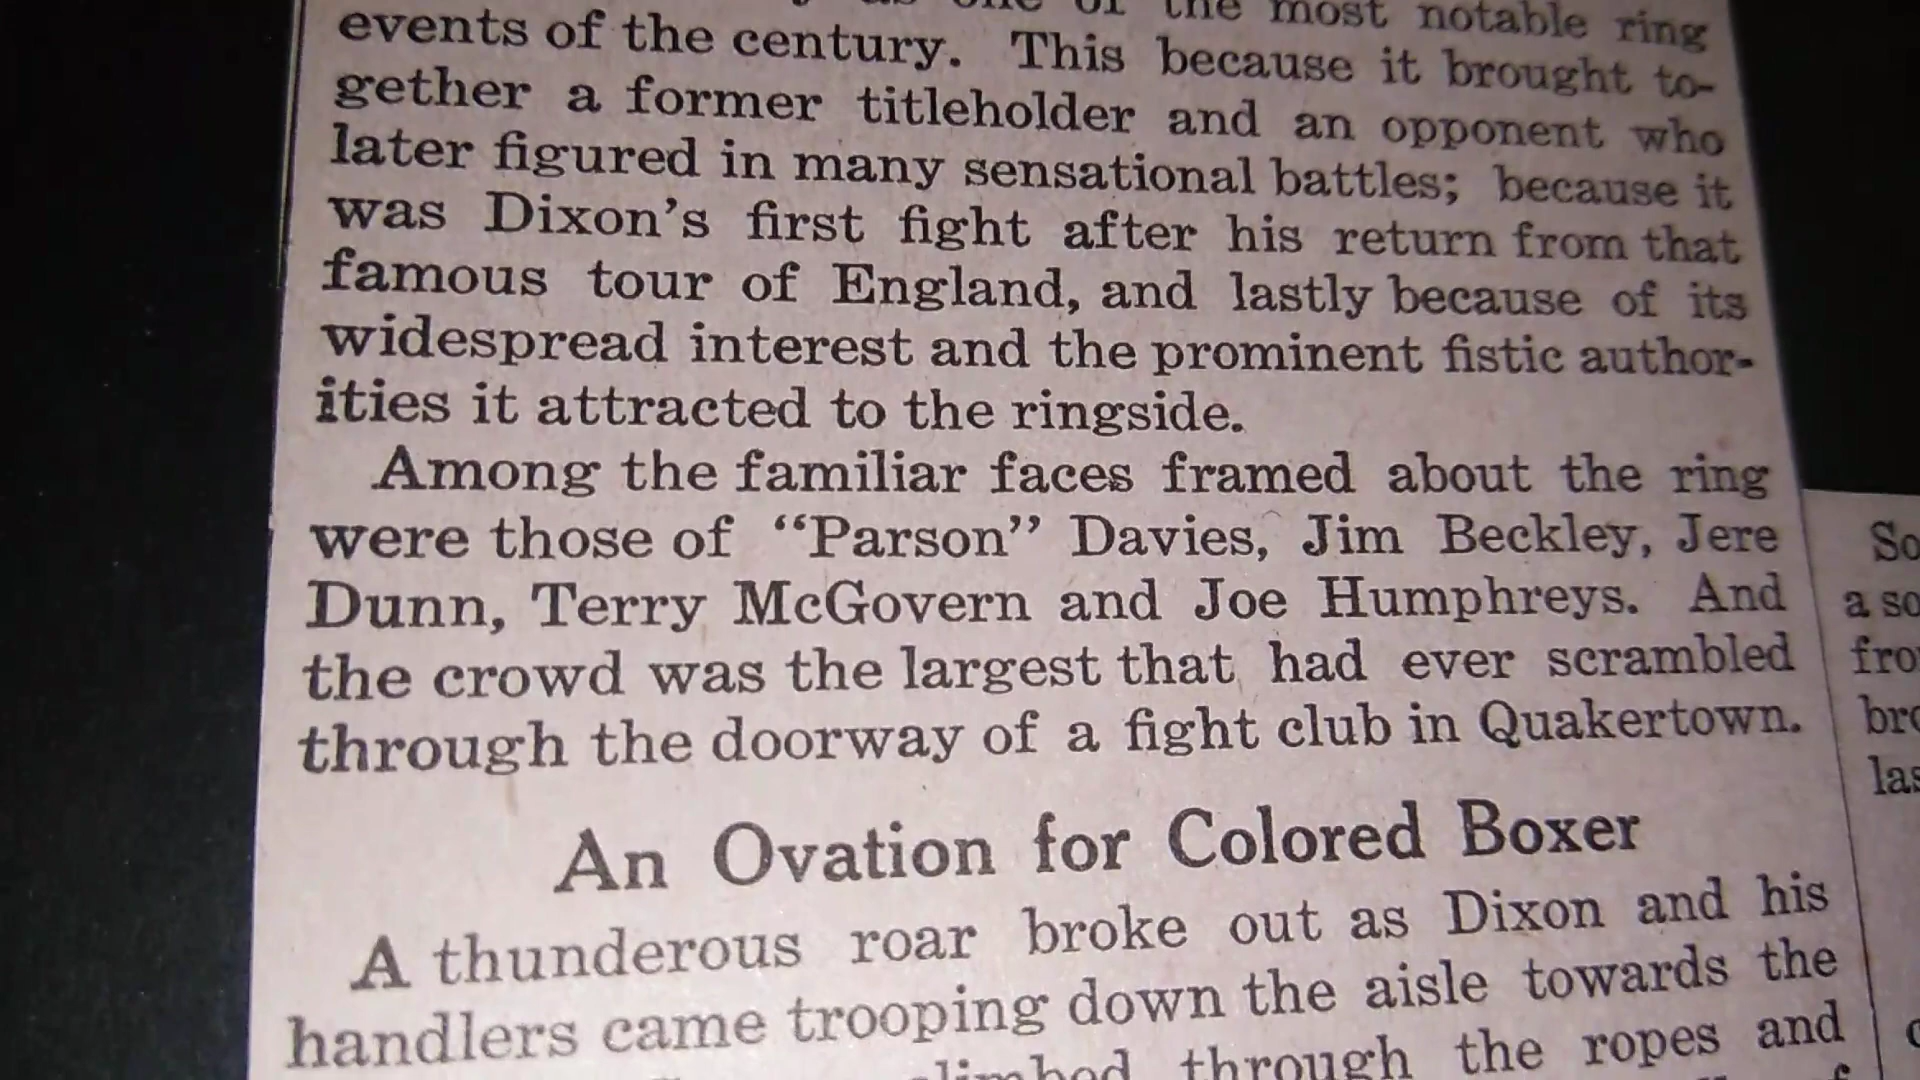 of the most notable ring
events of the century. This because it brought to-
gether a former titleholder and an opponent who
later figured in many sensational battles; because it
was Dixon's first fight after his return from that
famous tour of England, and lastly because of its
widespread interest and the prominent fistic author-
ities it attracted to the ringside.
Among the familiar faces framed about the ring
were those of "Parson" Davies, Jim Beckley, Jere
Dunn, Terry McGovern and Joe Humphreys. And
the crowd was the largest that had ever scrambled
through the doorway of a fight club in Quakertown.
An Ovation for Colored Boxer
A thunderous roar broke out as Dixon and his
handlers came trooping down the aisle towards the
through the ropes and
So
a so
fro
bro
las